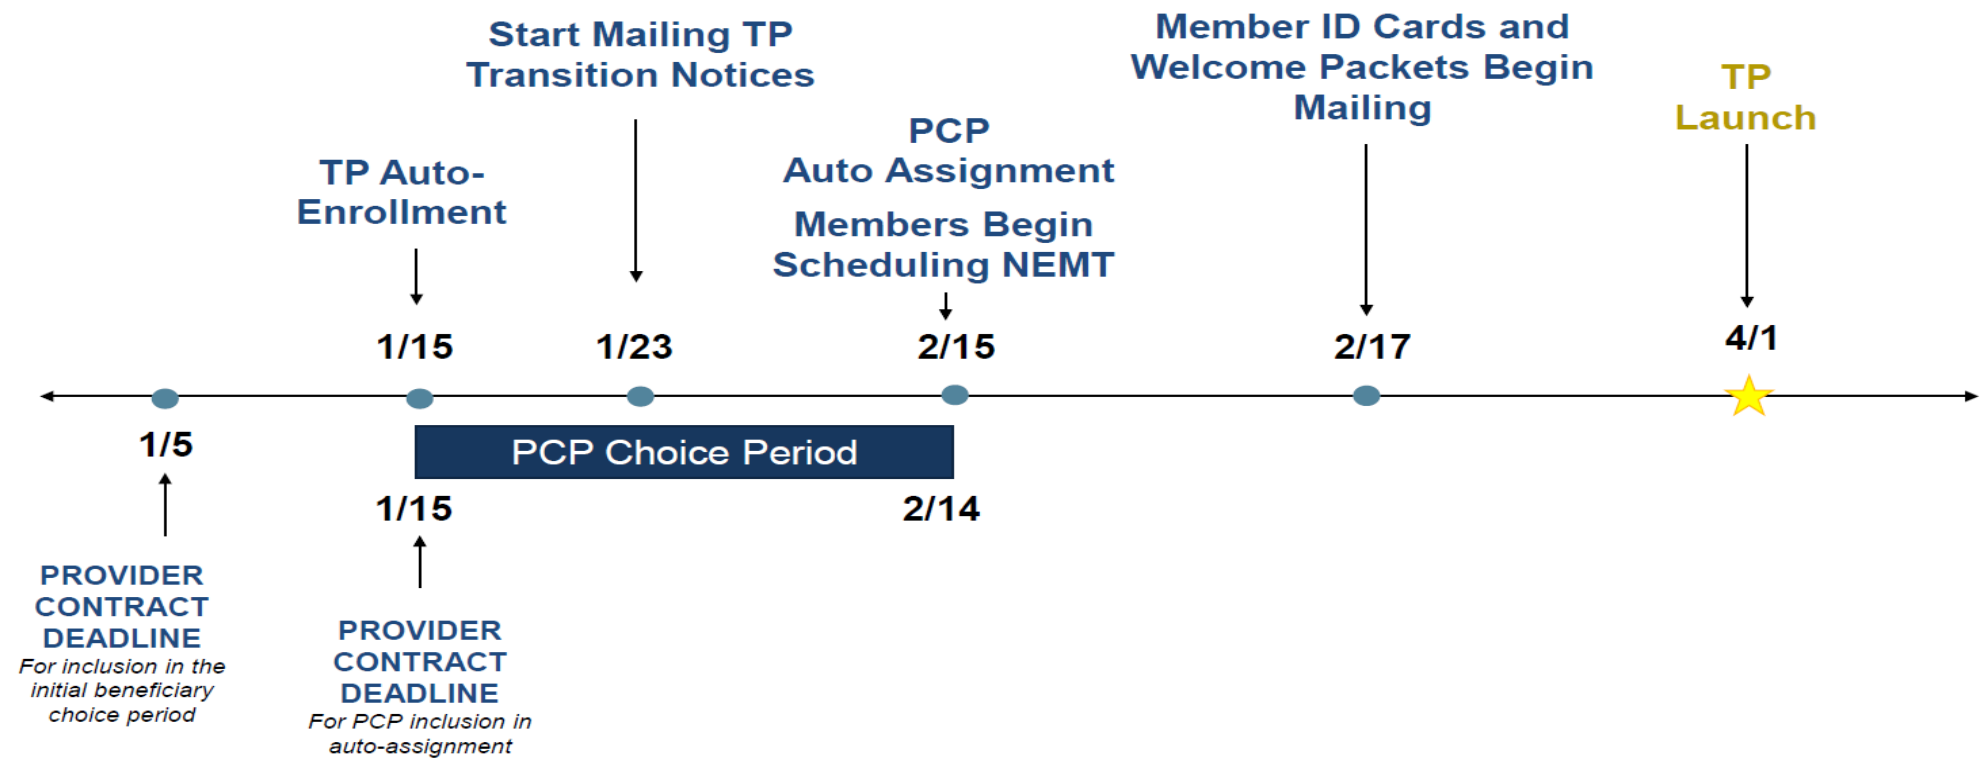 Start Mailing TP
Transition Notices
Member ID Cards and
Welcome Packets Begin
Mailing
TP
Launch
TP Auto-
Enrollment
PCP
Auto Assignment
Members Begin
Scheduling NEMT
1/15
1/23
2/15
2/17
4/1
1/5
PCP Choice Period
1/15
2/14
PROVIDER
CONTRACT
DEADLINE
For inclusion in the
initial beneficiary
choice period
PROVIDER
CONTRACT
DEADLINE
For PCP inclusion in
auto-assignment